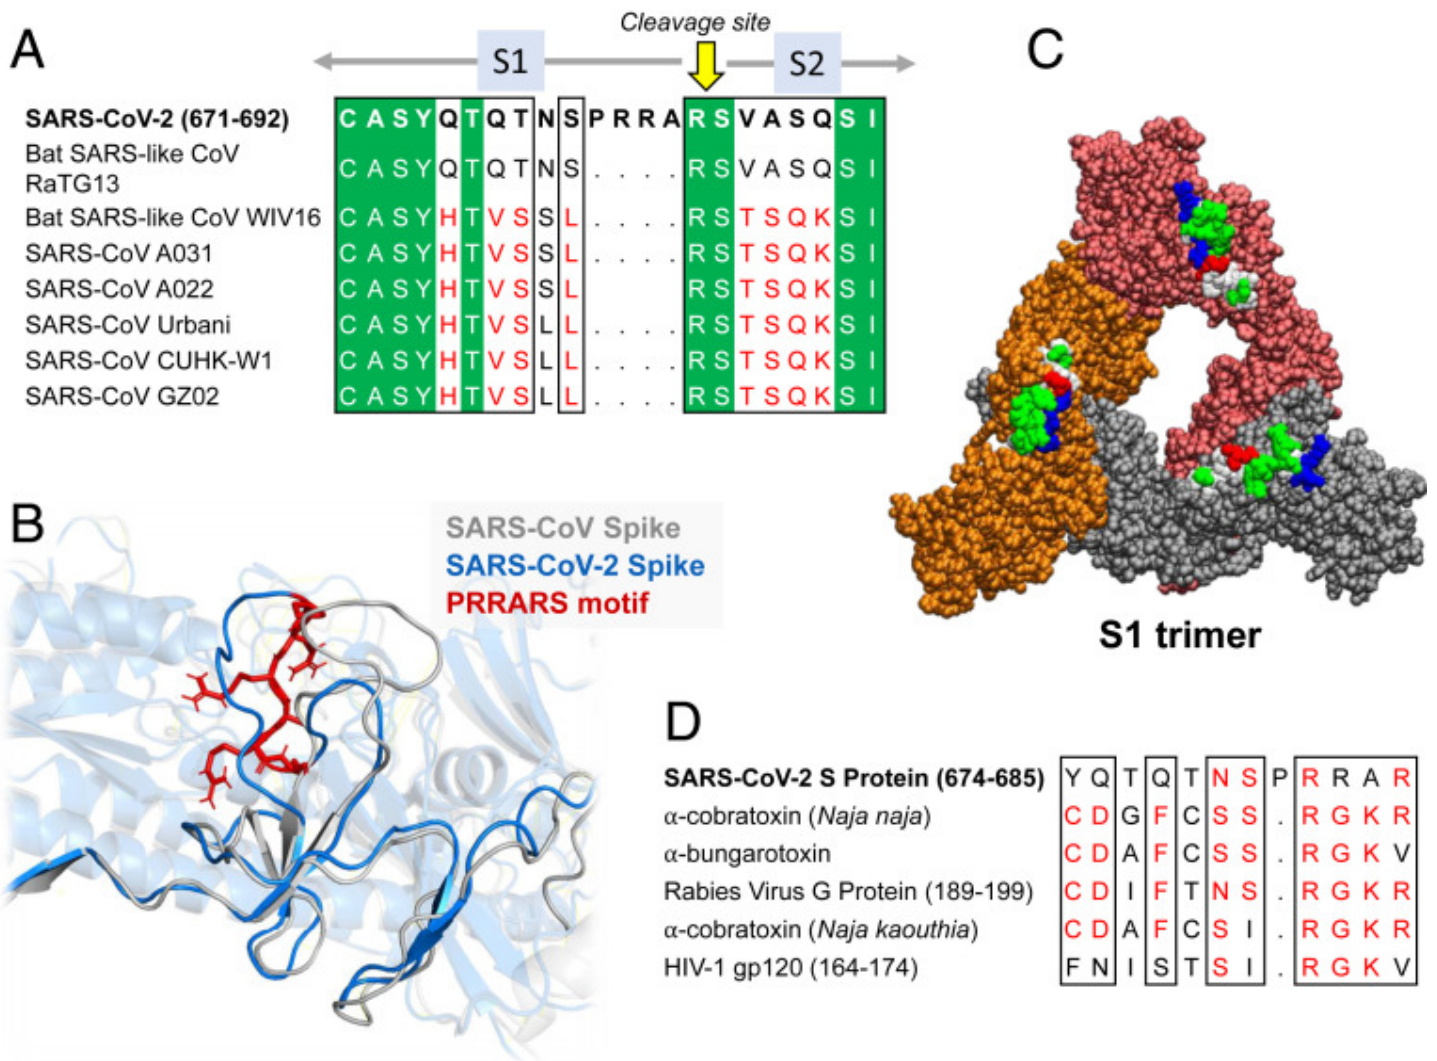 A
Cleavage site
S1
S2
SARS-CoV-2 (671-692) C A S Y Q T Q T N S P R R A R S V A S Q S I
Bat SARS-like CoV
RaTG13 C A S Y Q T Q T N S . . . . R S V A S Q S I
Bat SARS-like CoV WIV16 C A S Y H T V S S L . . . . R S T S Q K S I
SARS-CoV A031 C A S Y H T V S S L . . . . R S T S Q K S I
SARS-CoV A022 C A S Y H T V S S L . . . . R S T S Q K S I
SARS-CoV Urbani C A S Y H T V S L L . . . . R S T S Q K S I
SARS-CoV CUHK-W1 C A S Y H T V S L L . . . . R S T S Q K S I
SARS-CoV GZ02 C A S Y H T V S L L . . . . R S T S Q K S I
B
SARS-CoV Spike
SARS-CoV-2 Spike
PRRARS motif
C
S1 trimer
D
SARS-CoV-2 S Protein (674-685) Y Q T Q T N S P R R A R
α-cobratoxin (Naja naja) C D G F C S S . R G K R
α-bungarotoxin C D A F C S S . R G K V
Rabies Virus G Protein (189-199) C D I F T N S . R G K R
α-cobratoxin (Naja kaouthia) C D A F C S I . R G K R
HIV-1 gp120 (164-174) F N I S T S I . R G K V